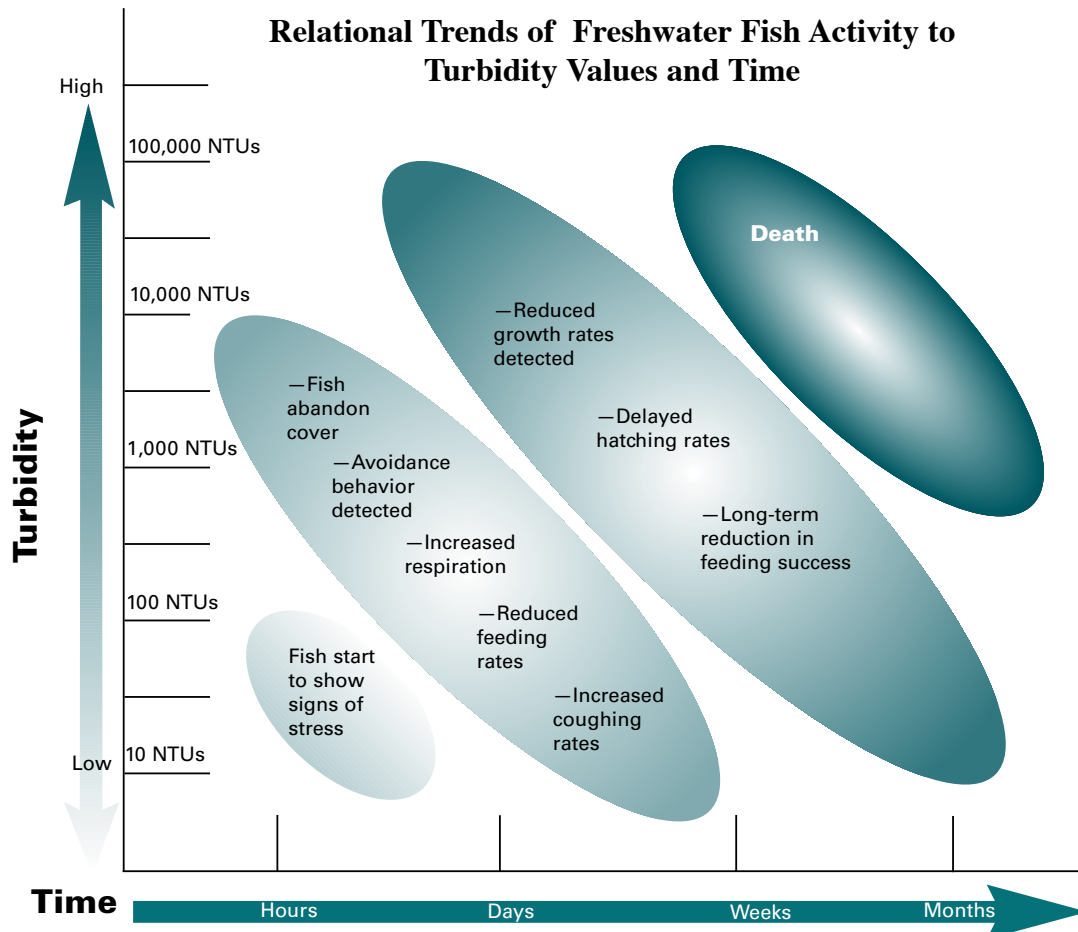 Relational Trends of Freshwater Fish Activity to
Turbidity Values and Time
High
100,000 NTUs
Death
10,000 NTUs
—Reduced
growth rates
detected
—Fish
abandon
cover
—Delayed
hatching rates
Turbidity
1,000 NTUs
—Avoidance
behavior
detected
—Long-term
reduction in
feeding success
—Increased
respiration
100 NTUs
—Reduced
feeding
rates
Fish start
to show
signs of
stress
—Increased
coughing
rates
Low
10 NTUs
Time
Hours
Days
Weeks
Months